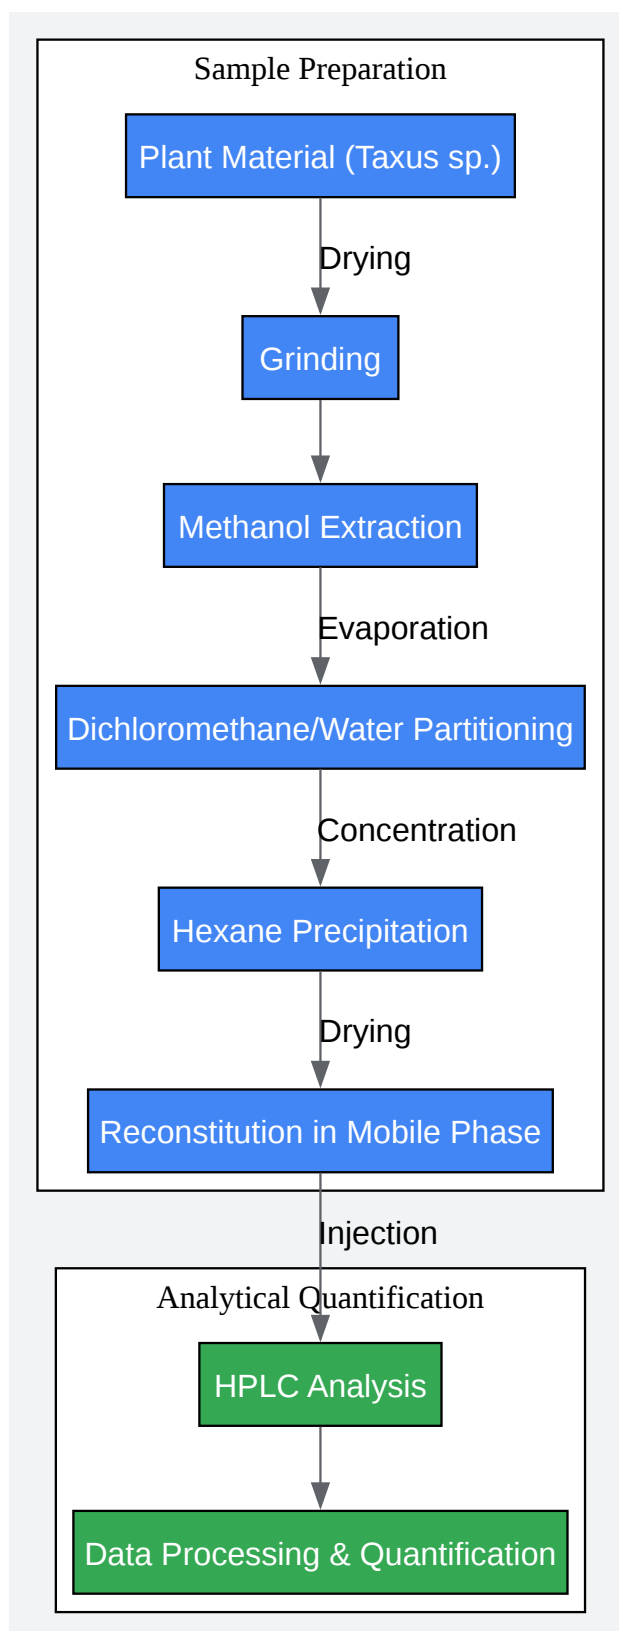 Sample Preparation
Plant Material (Taxus sp.)
Drying
Grinding
Methanol Extraction
Evaporation
Dichloromethane/Water Partitioning
Concentration
Hexane Precipitation
Drying
Reconstitution in Mobile Phase
Injection
Analytical Quantification
HPLC Analysis
Data Processing & Quantification